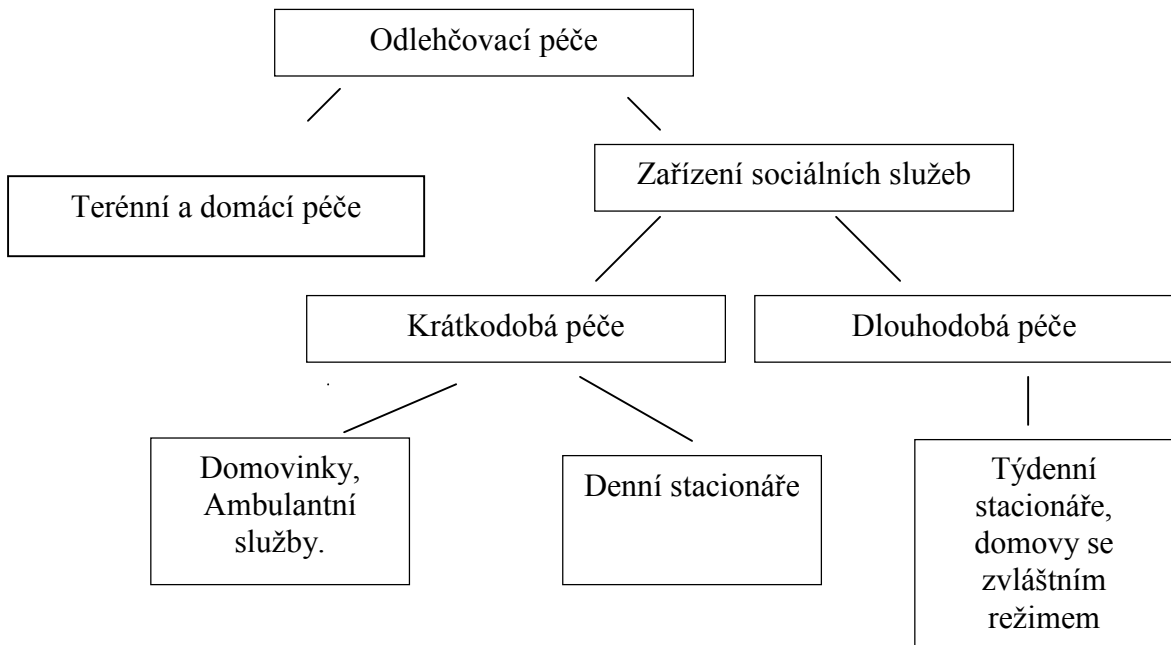 Odlehčovací péče
Zařízení sociálních služeb
Terénní a domácí péče
Krátkodobá péče
Dlouhodobá péče
Domovinky,
Ambulantní
služby.
Denní stacionáře
Týdenní
stacionáře,
domovy se
zvláštním
režimem